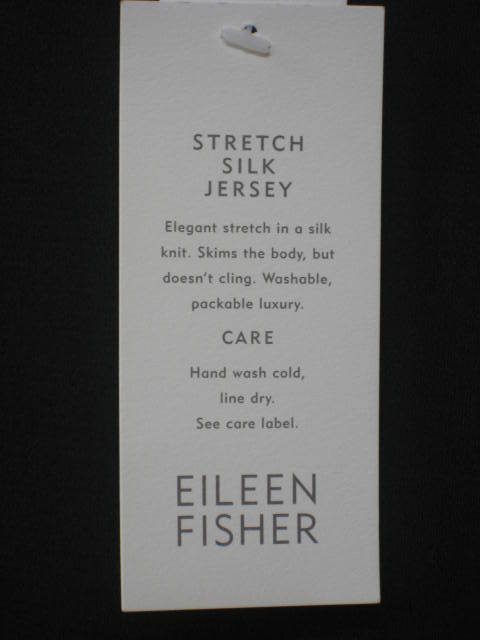 STRETCH
SILK
JERSEY
Elegant stretch in a silk
knit. Skims the body, but
doesn't cling. Washable,
packable luxury.
CARE
Hand wash cold,
line dry.
See care label.
EILEEN
FISHER